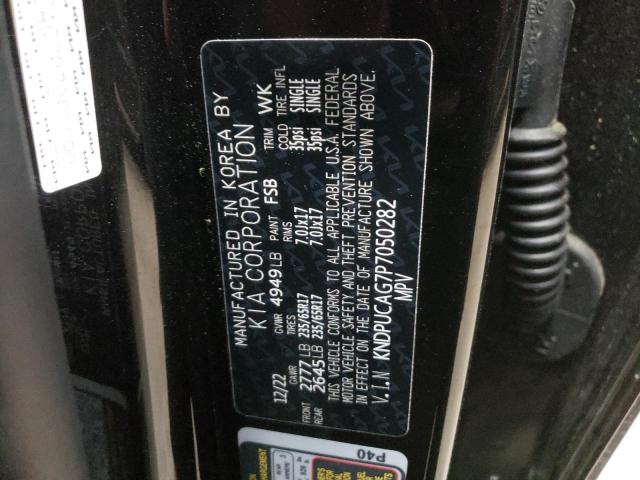 MANUFACTURED IN KOREA BY
KIA CORPORATION
12/22 GVWR 4949LB PAINT FSB TRIM WK
GAWR TIRES RIMS COLD TIRE INFL
FRONT 2777LB 235/65R17 7.0Jx17 35psi SINGLE
REAR 2645LB 235/65R17 7.0Jx17 35psi SINGLE
THIS VEHICLE CONFORMS TO ALL APPLICABLE U.S.A FEDERAL
MOTOR VEHICLE SAFETY AND THEFT PREVENTION STANDARDS
IN EFFECT ON THE DATE OF MANUFACTURE SHOWN ABOVE.
V.I.N KNDPUCAG7P7050282
MPV
P40